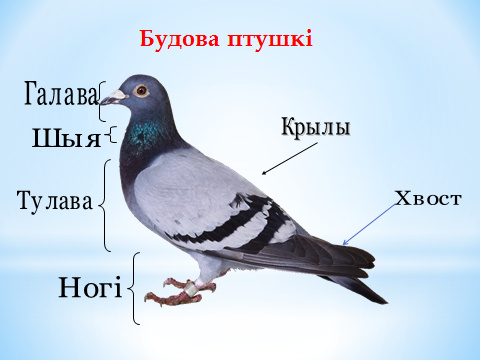 Будова птушкі
Галава
Шыя
Крылы
Тулава
Хвост
Ногі